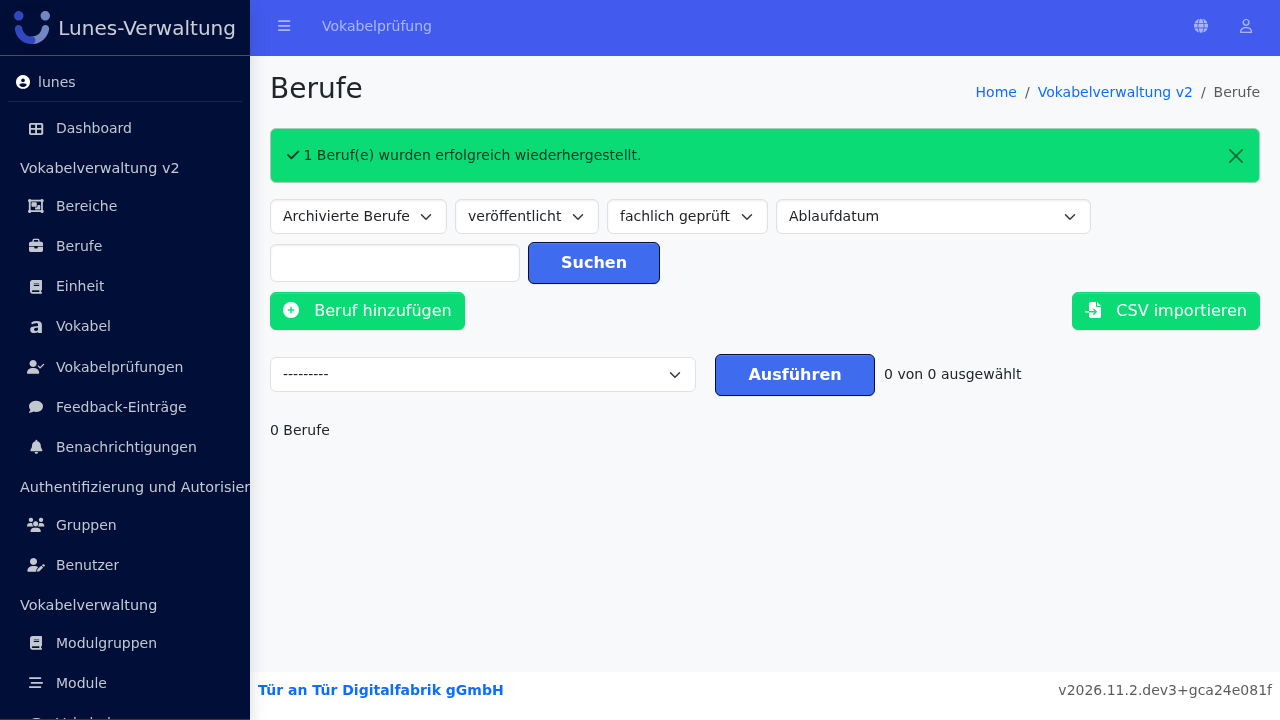 Lunes-Verwaltung
Vokabelprüfung
lunes
Dashboard
Vokabelverwaltung v2
Bereiche
Berufe
Einheit
Vokabel
Vokabelprüfungen
Feedback-Einträge
Benachrichtigungen
Authentifizierung und Autorisier
Gruppen
Benutzer
Vokabelverwaltung
Modulgruppen
Module
Berufe
Home / Vokabelverwaltung v2 / Berufe
1 Beruf(e) wurden erfolgreich wiederhergestellt.
Archivierte Berufe veröffentlicht fachlich geprüft Ablaufdatum
Suchen
Beruf hinzufügen CSV importieren
--------- Ausführen 0 von 0 ausgewählt
0 Berufe
Tür an Tür Digitalfabrik gGmbH v2026.11.2.dev3+gca24e081f